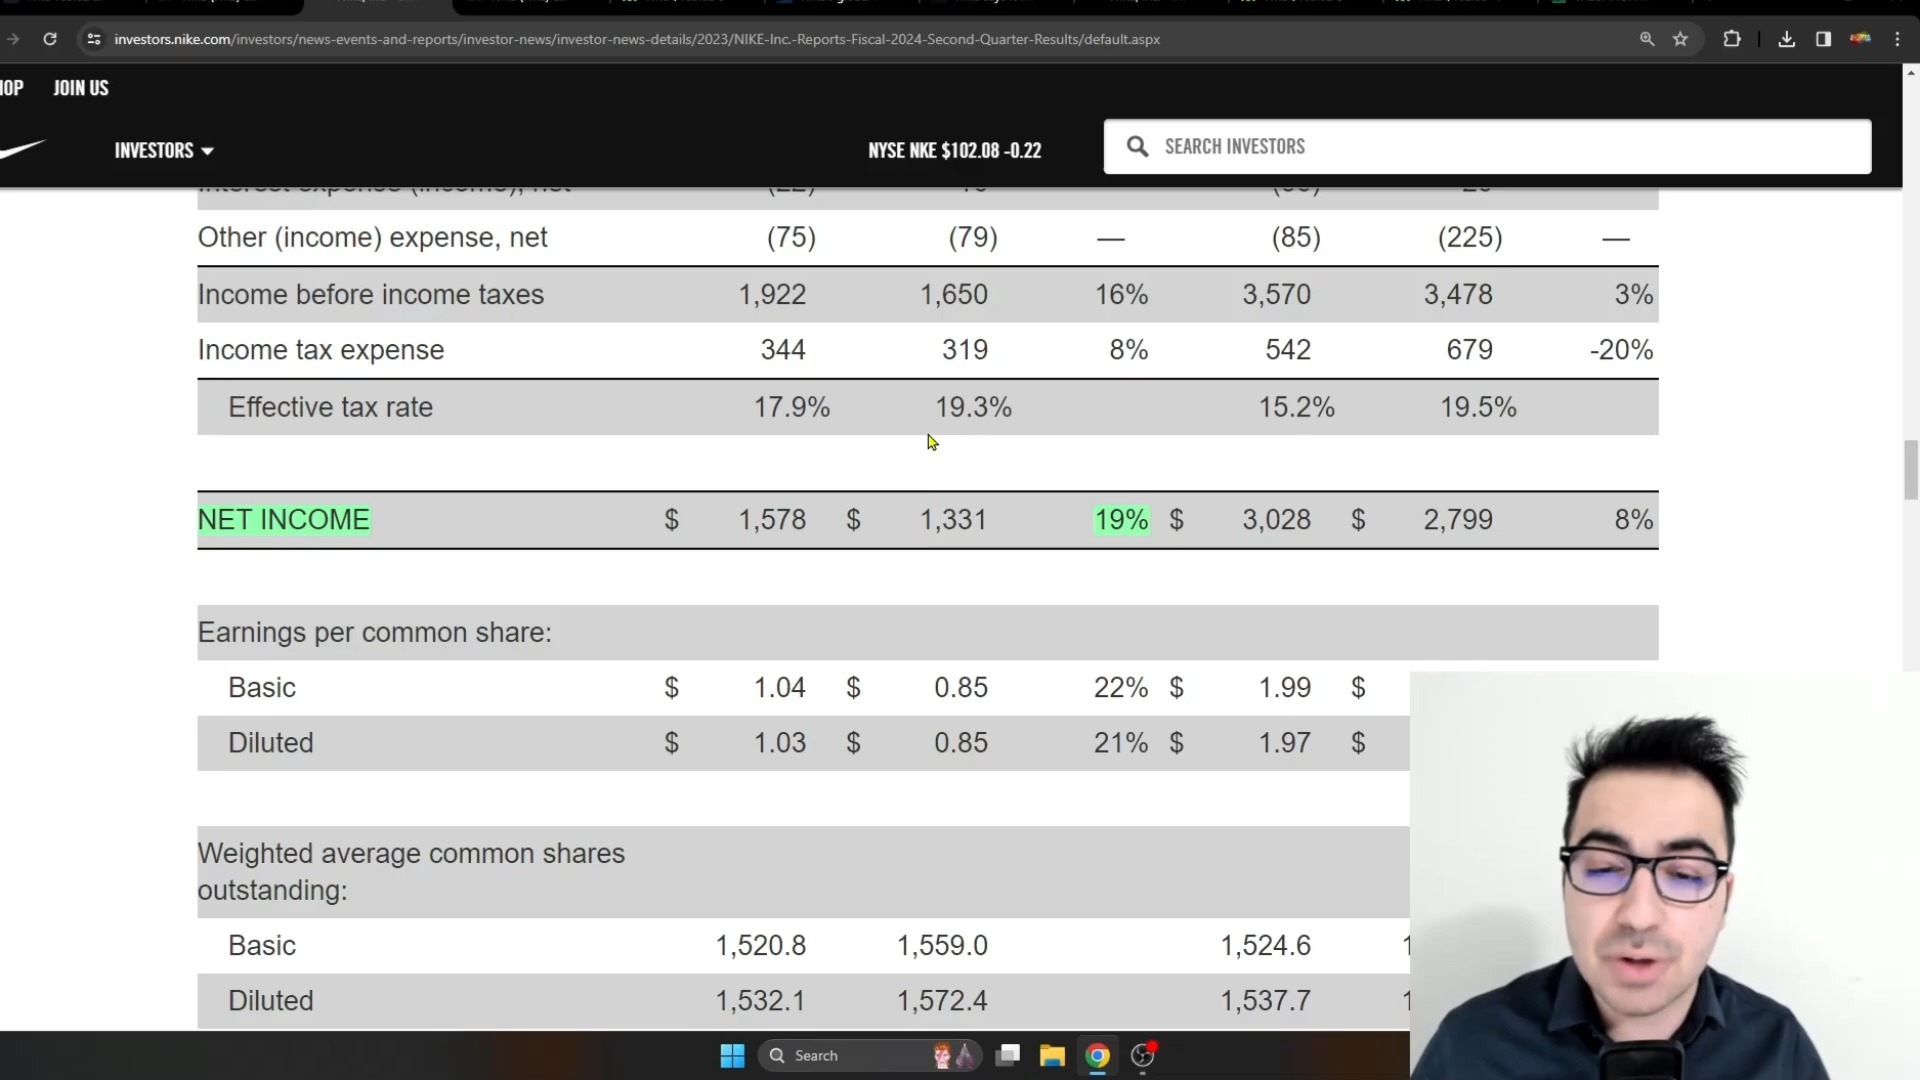 investors.nike.com/investors/news-events-and-reports/investor-news/investor-news-details/2023/NIKE-Inc.-Reports-Fiscal-2024-Second-Quarter-Results/default.aspx
JOIN US
INVESTORS
NYSE NKE $102.08 -0.22
SEARCH INVESTORS
Other (income) expense, net (75) (79) — (85) (225) —
Income before income taxes 1,922 1,650 16% 3,570 3,478 3%
Income tax expense 344 319 8% 542 679 -20%
Effective tax rate 17.9% 19.3% 15.2% 19.5%
NET INCOME $ 1,578 $ 1,331 19% $ 3,028 $ 2,799 8%
Earnings per common share:
Basic $ 1.04 $ 0.85 22% $ 1.99 $
Diluted $ 1.03 $ 0.85 21% $ 1.97 $
Weighted average common shares
outstanding:
Basic 1,520.8 1,559.0 1,524.6
Diluted 1,532.1 1,572.4 1,537.7
Search